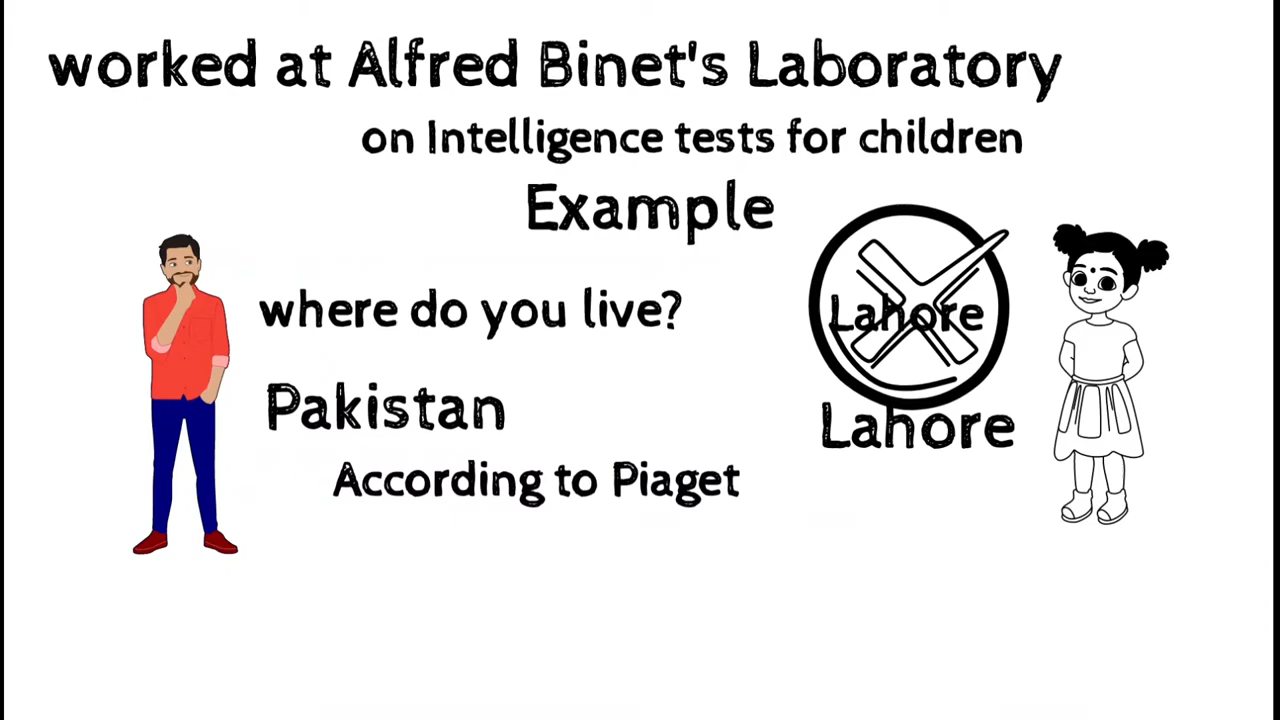 worked at Alfred Binet's Laboratory
on Intelligence tests for children
Example
where do you live?
Lahore
Pakistan
Lahore
According to Piaget